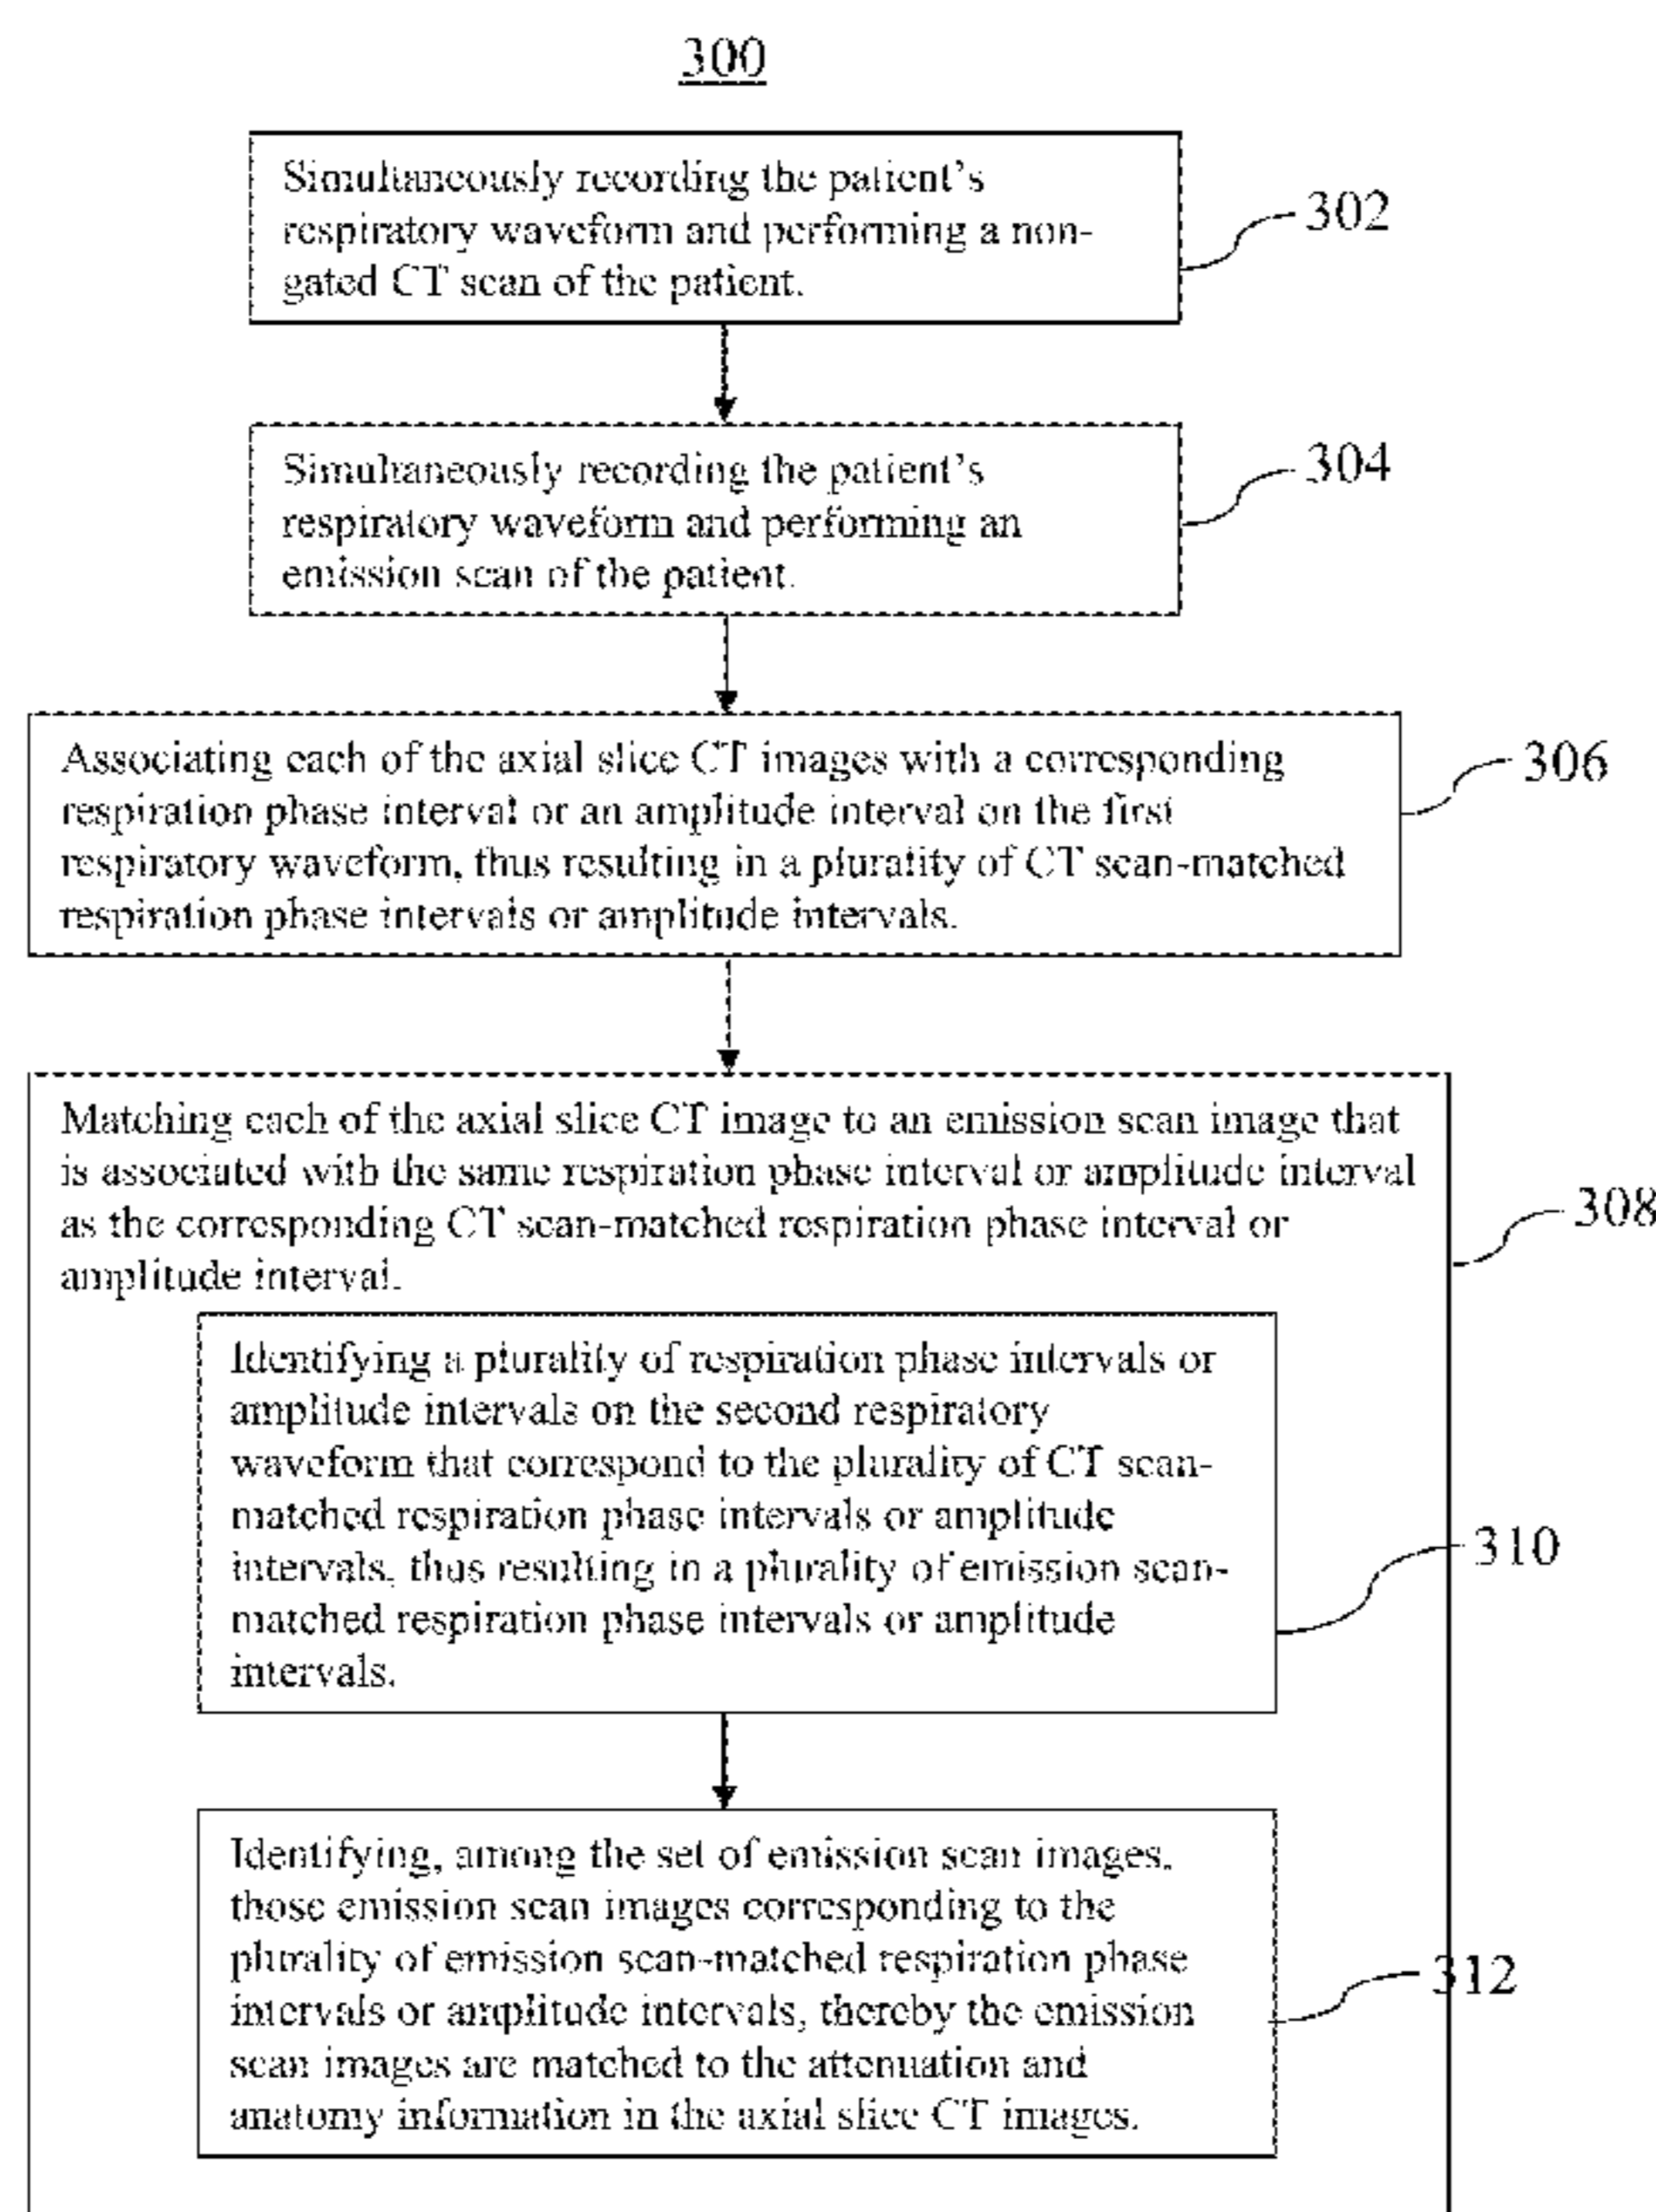 300
Simultaneously recording the patient's
respiratory waveform and performing a non-
gated CT scan of the patient.
302
Simultaneously recording the patient's
respiratory waveform and performing an
emission scan of the patient.
304
Associating each of the axial slice CT images with a corresponding
respiration phase interval or an amplitude interval on the first
respiratory waveform, thus resulting in a plurality of CT scan-matched
respiration phase intervals or amplitude intervals.
306
Matching each of the axial slice CT image to an emission scan image that
is associated with the same respiration phase interval or amplitude interval
as the corresponding CT scan-matched respiration phase interval or
amplitude interval.
308
Identifying a plurality of respiration phase intervals or
amplitude intervals on the second respiratory
waveform that correspond to the plurality of CT scan-
matched respiration phase intervals or amplitude
intervals, thus resulting in a plurality of emission scan-
matched respiration phase intervals or amplitude
intervals.
310
Identifying, among the set of emission scan images,
those emission scan images corresponding to the
plurality of emission scan-matched respiration phase
intervals or amplitude intervals, thereby the emission
scan images are matched to the attenuation and
anatomy information in the axial slice CT images.
312